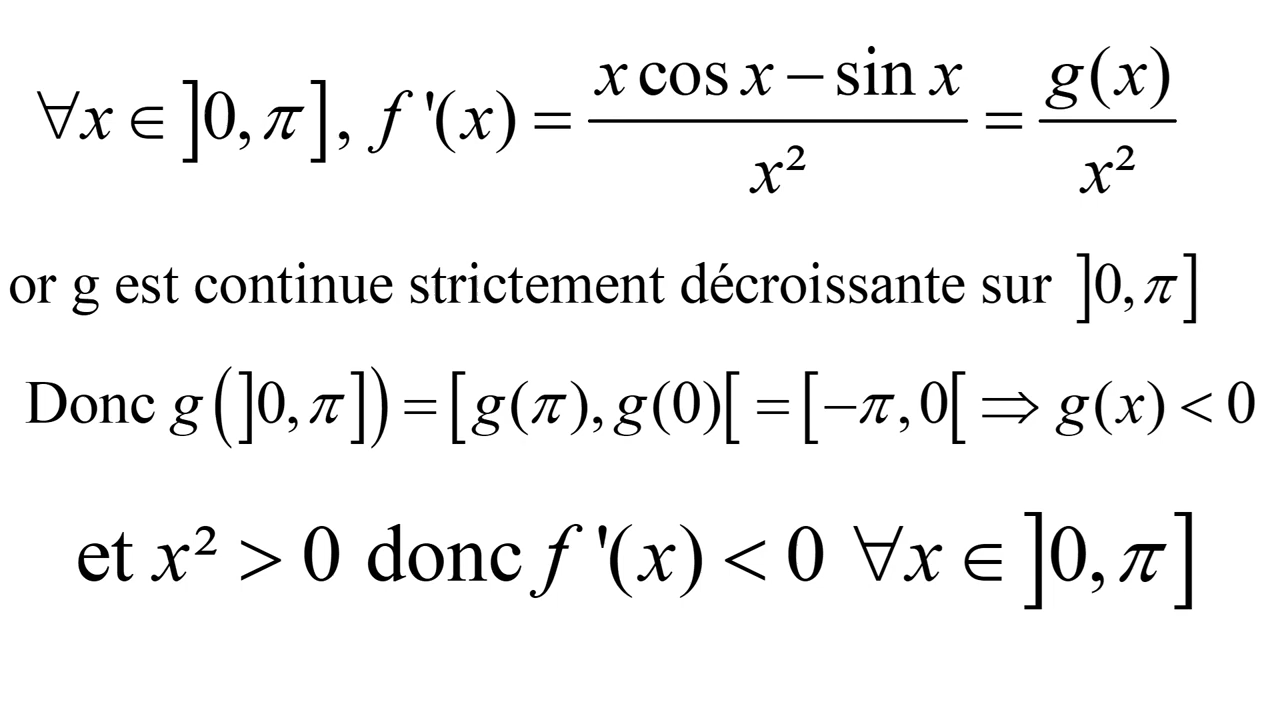 ∀x ∈ ]0, π], f '(x) = (x cos x − sin x)/x² = g(x)/x²
or g est continue strictement décroissante sur ]0, π]
Donc g(]0, π]) = [g(π), g(0)[ = [−π, 0[ ⇒ g(x) < 0
et x² > 0 donc f '(x) < 0 ∀x ∈ ]0, π]